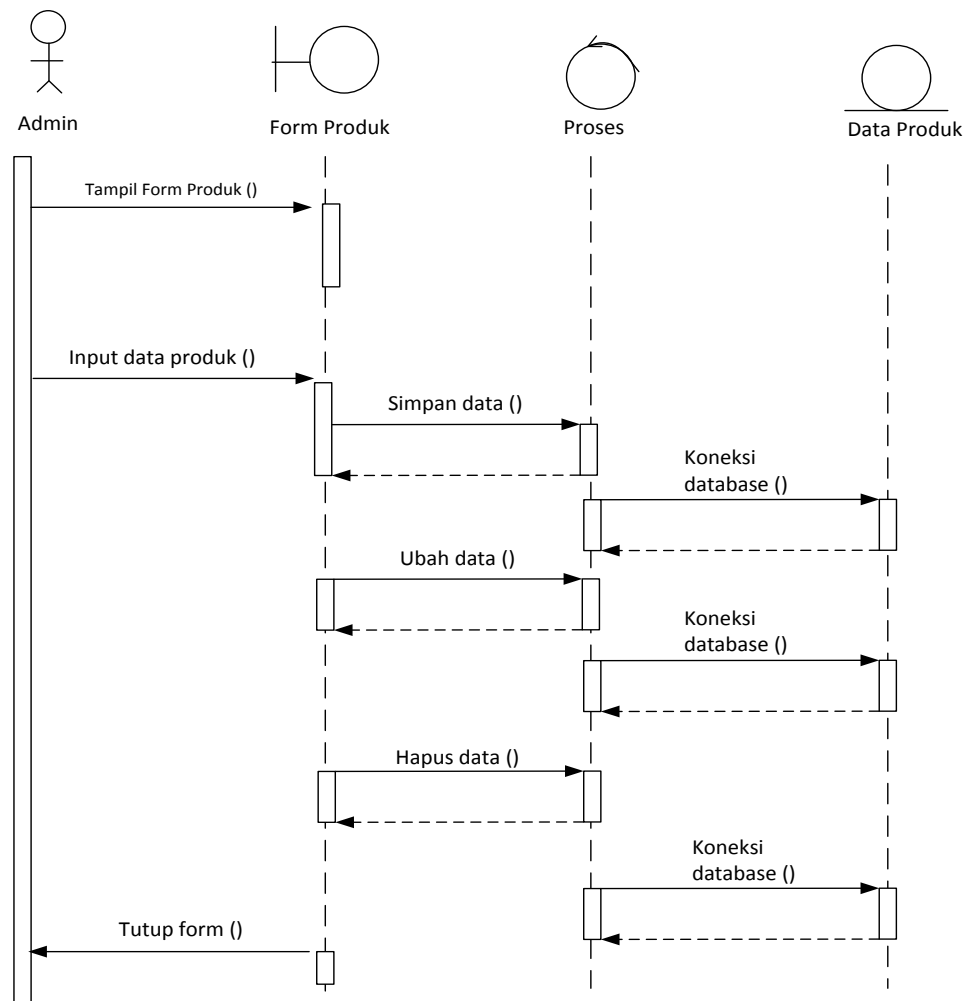 Admin
Form Produk
Proses
Data Produk
Tampil Form Produk ()
Input data produk ()
Simpan data ()
Koneksi
database ()
Ubah data ()
Koneksi
database ()
Hapus data ()
Koneksi
database ()
Tutup form ()